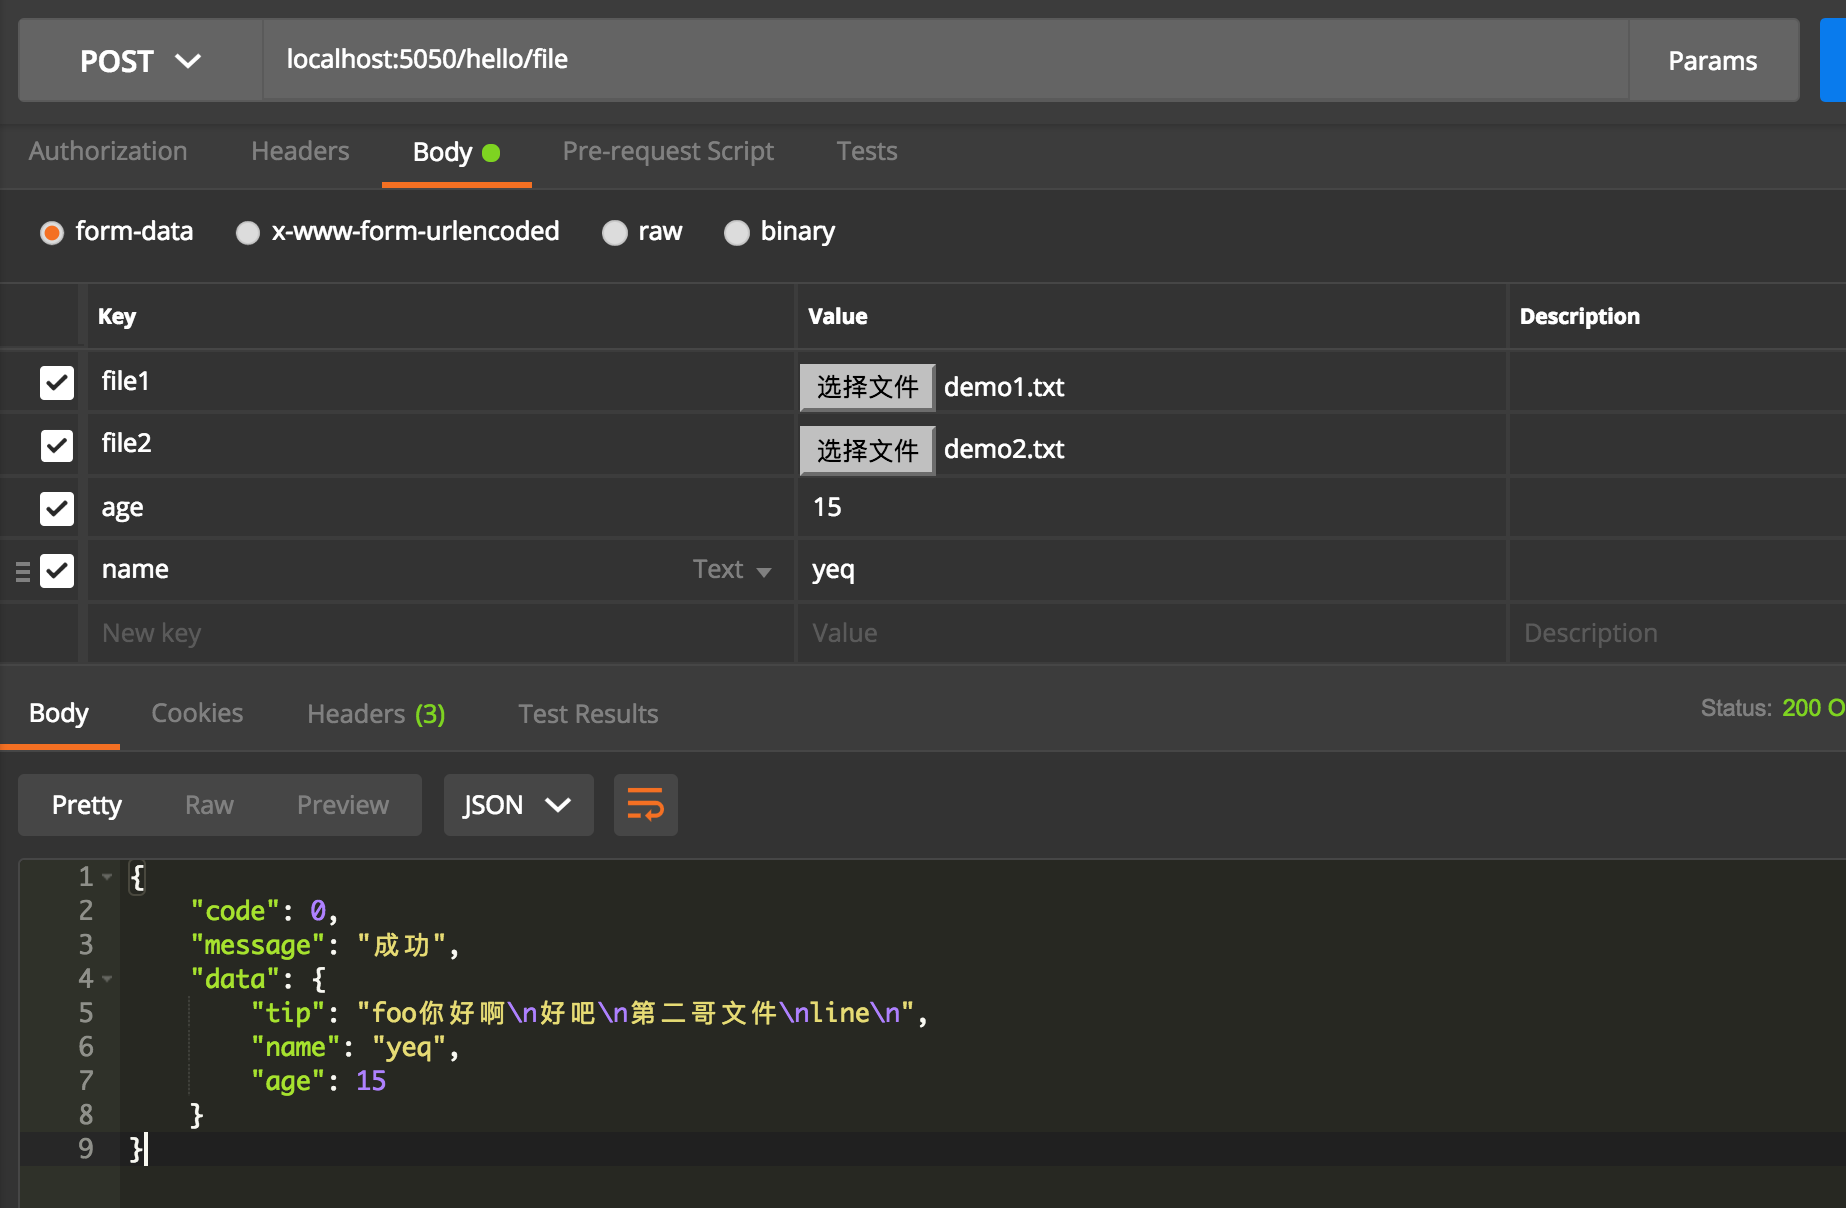 POST localhost:5050/hello/file Params
Authorization Headers Body Pre-request Script Tests
form-data x-www-form-urlencoded raw binary
Key Value Description
file1 选择文件 demo1.txt
file2 选择文件 demo2.txt
age 15
name Text yeq
New key Value Description
Body Cookies Headers (3) Test Results Status: 200 O
Pretty Raw Preview JSON
1 {
2 "code": 0,
3 "message": "成功",
4 "data": {
5 "tip": "foo你好啊\n好吧\n第二哥文件\nline\n",
6 "name": "yeq",
7 "age": 15
8 }
9 }